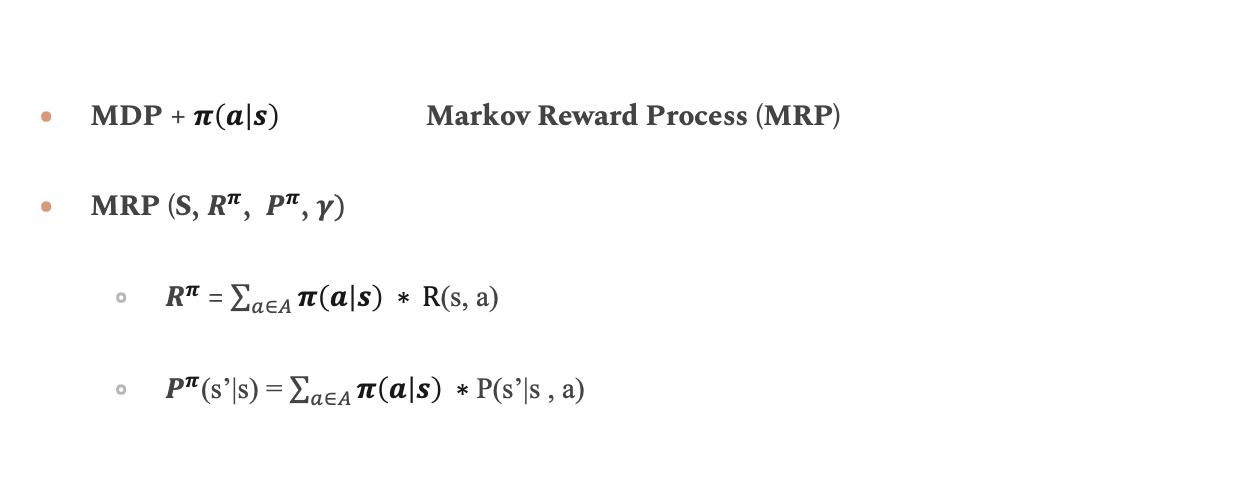 • MDP + π(a|s) Markov Reward Process (MRP)
• MRP (S, R^π, P^π, γ)
○ R^π = ∑_{a∈A} π(a|s) * R(s, a)
○ P^π(s’|s) = ∑_{a∈A} π(a|s) * P(s’|s , a)